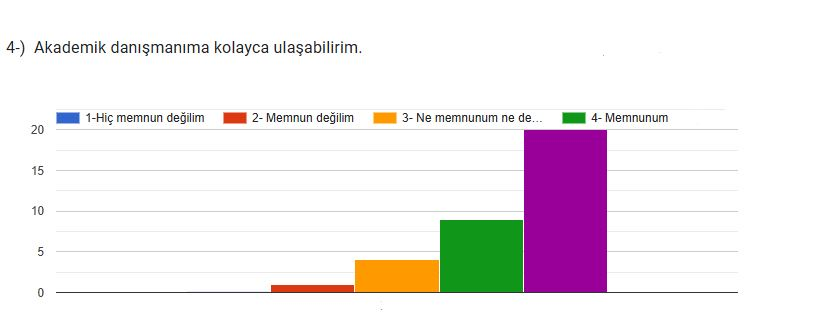 4-) Akademik danışmanıma kolayca ulaşabilirim.
1-Hiç memnun değilim 2- Memnun değilim 3- Ne memnunum ne de... 4- Memnunum
20
15
10
5
0